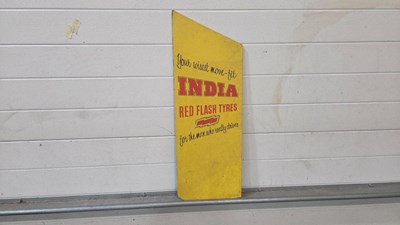 Your wisest move - fit
INDIA
RED FLASH TYRES
for the man who really drives